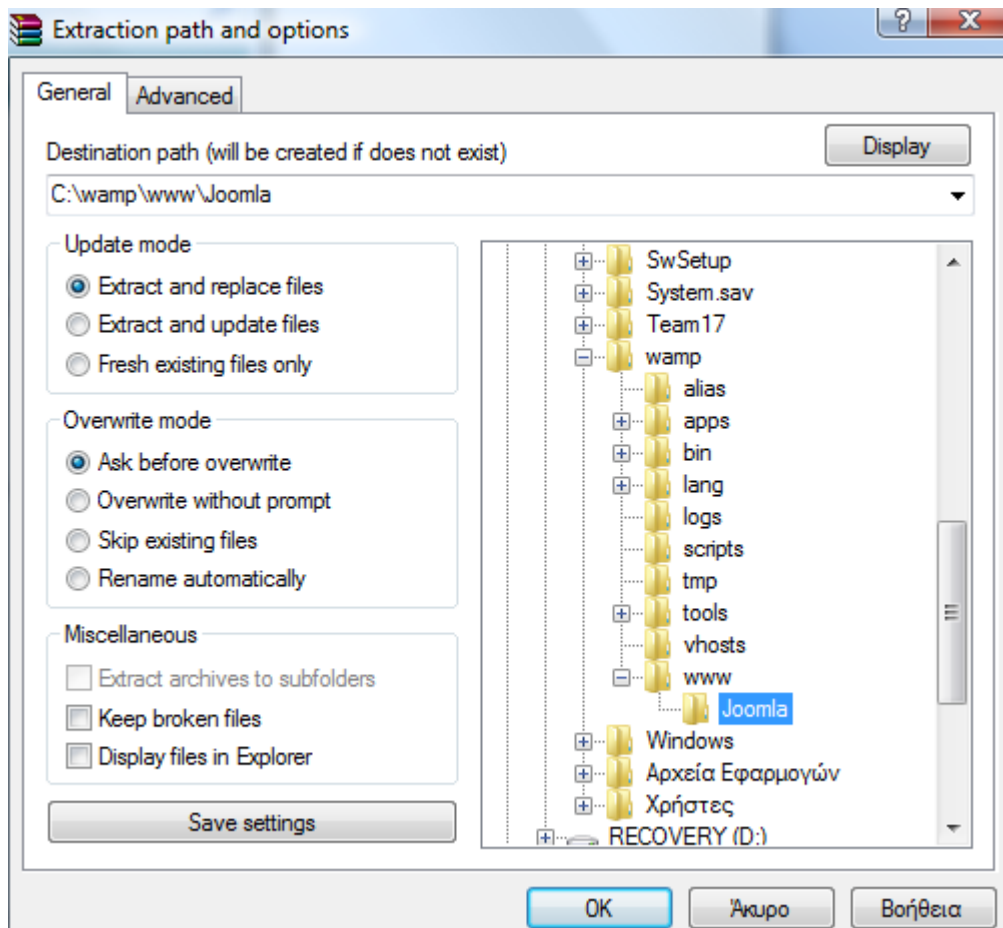 Extraction path and options
General
Advanced
Destination path (will be created if does not exist)
Display
C:\wamp\www\Joomla
Update mode
Extract and replace files
Extract and update files
Fresh existing files only
Overwrite mode
Ask before overwrite
Overwrite without prompt
Skip existing files
Rename automatically
Miscellaneous
Extract archives to subfolders
Keep broken files
Display files in Explorer
Save settings
SwSetup
System.sav
Team17
wamp
alias
apps
bin
lang
logs
scripts
tmp
tools
vhosts
www
Joomla
Windows
Αρχεία Εφαρμογών
Χρήστες
RECOVERY (D:)
OK
Άκυρο
Βοήθεια